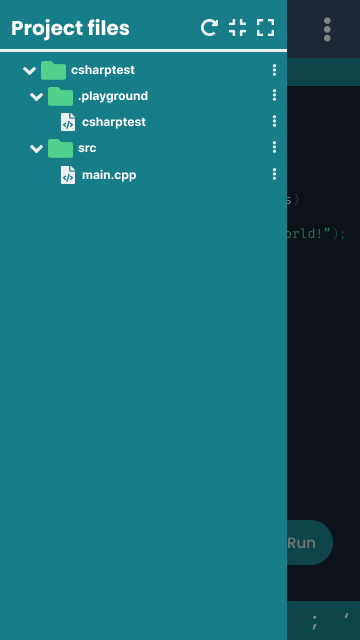 Project files
csharptest
.playground
csharptest
src
main.cpp
s)
orld!");
Run
; ‘